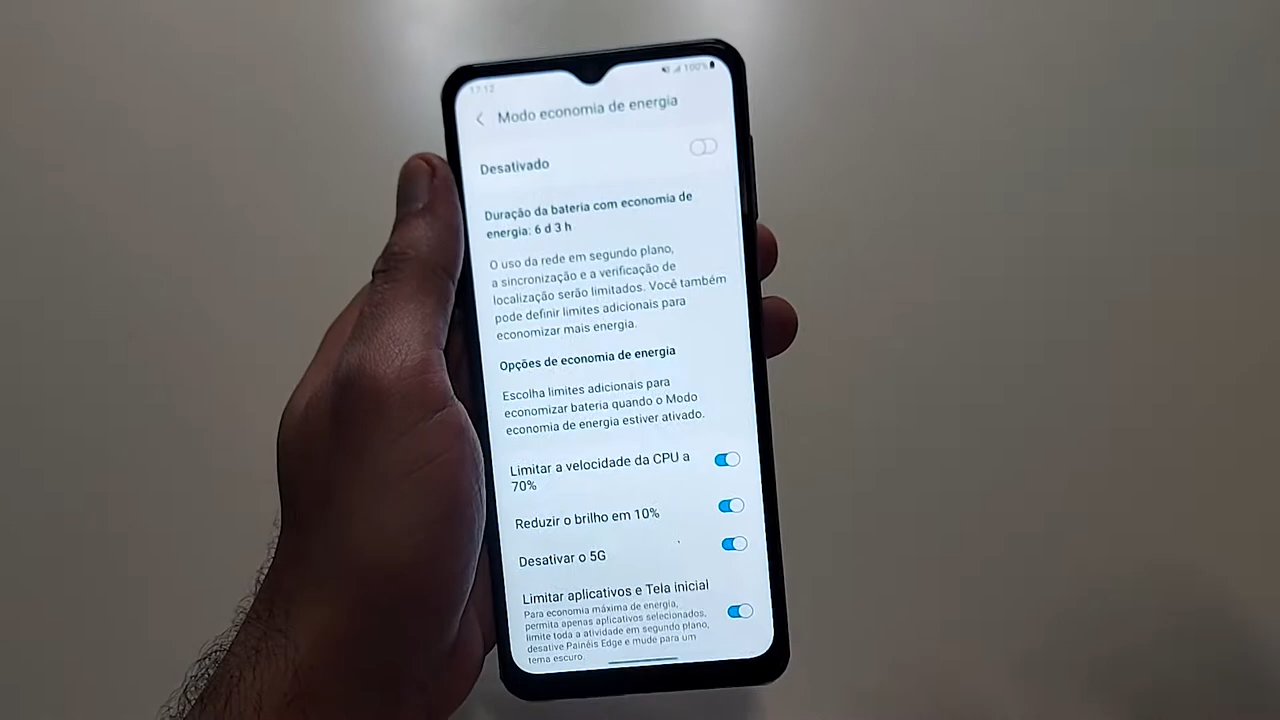 17:12
100%
Modo economia de energia
Desativado
Duração da bateria com economia de
energia: 6 d 3 h
O uso da rede em segundo plano,
a sincronização e a verificação de
localização serão limitados. Você também
pode definir limites adicionais para
economizar mais energia.
Opções de economia de energia
Escolha limites adicionais para
economizar bateria quando o Modo
economia de energia estiver ativado.
Limitar a velocidade da CPU a
70%
Reduzir o brilho em 10%
Desativar o 5G
Limitar aplicativos e Tela inicial
Para economia máxima de energia,
permita apenas aplicativos selecionados,
limite toda a atividade em segundo plano,
desative Painéis Edge e mude para um
tema escuro